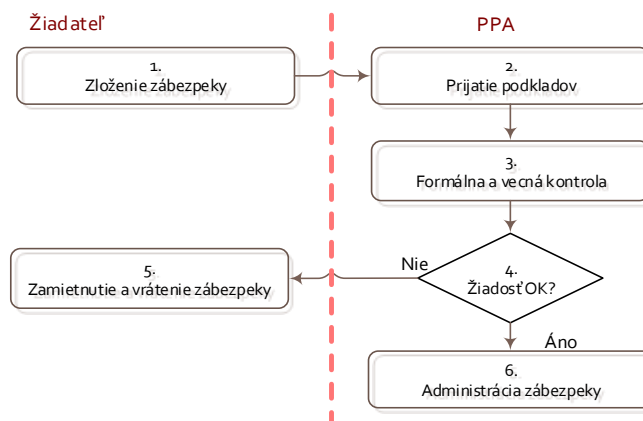 Žiadateľ
PPA
1.
Zloženie zábezpeky
2.
Prijatie podkladov
3.
Formálna a vecná kontrola
4.
Žiadosť OK?
Nie
5.
Zamietnutie a vrátenie zábezpeky
Áno
6.
Administrácia zábezpeky